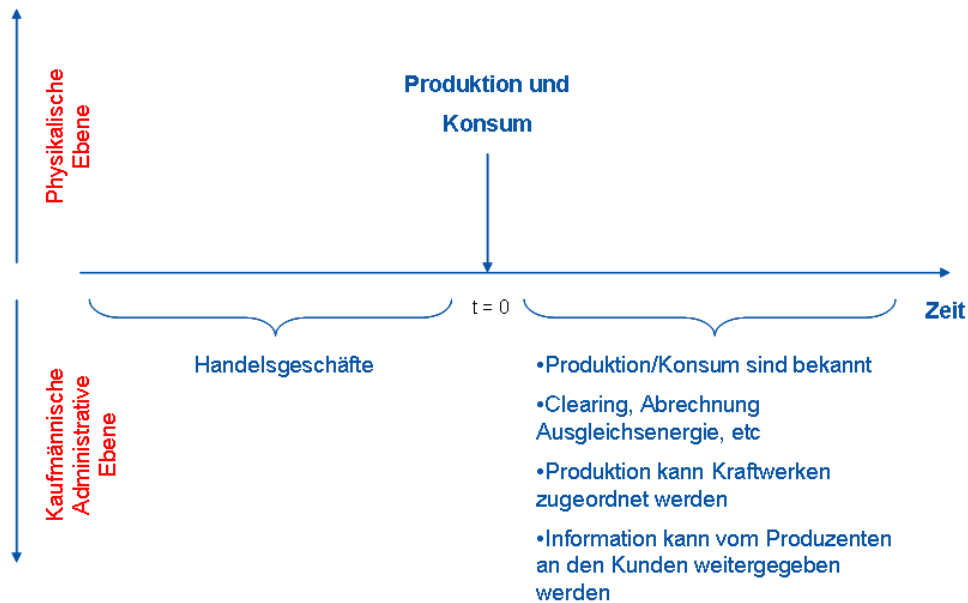 Physikalische
Ebene
Produktion und
Konsum
t = 0
Zeit
Kaufmännische
Administrative
Ebene
Handelsgeschäfte
•Produktion/Konsum sind bekannt
•Clearing, Abrechnung
Ausgleichsenergie, etc
•Produktion kann Kraftwerken
zugeordnet werden
•Information kann vom Produzenten
an den Kunden weitergegeben
werden